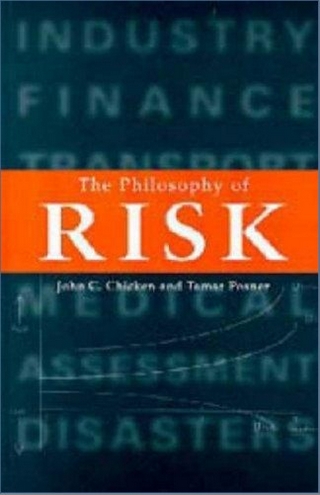 INDUSTRY
FINANCE
TRANSPORT
The Philosophy of
RISK
John C. Chicken and Tamar Posner
MEDICAL
ASSESSMENT
DISASTERS